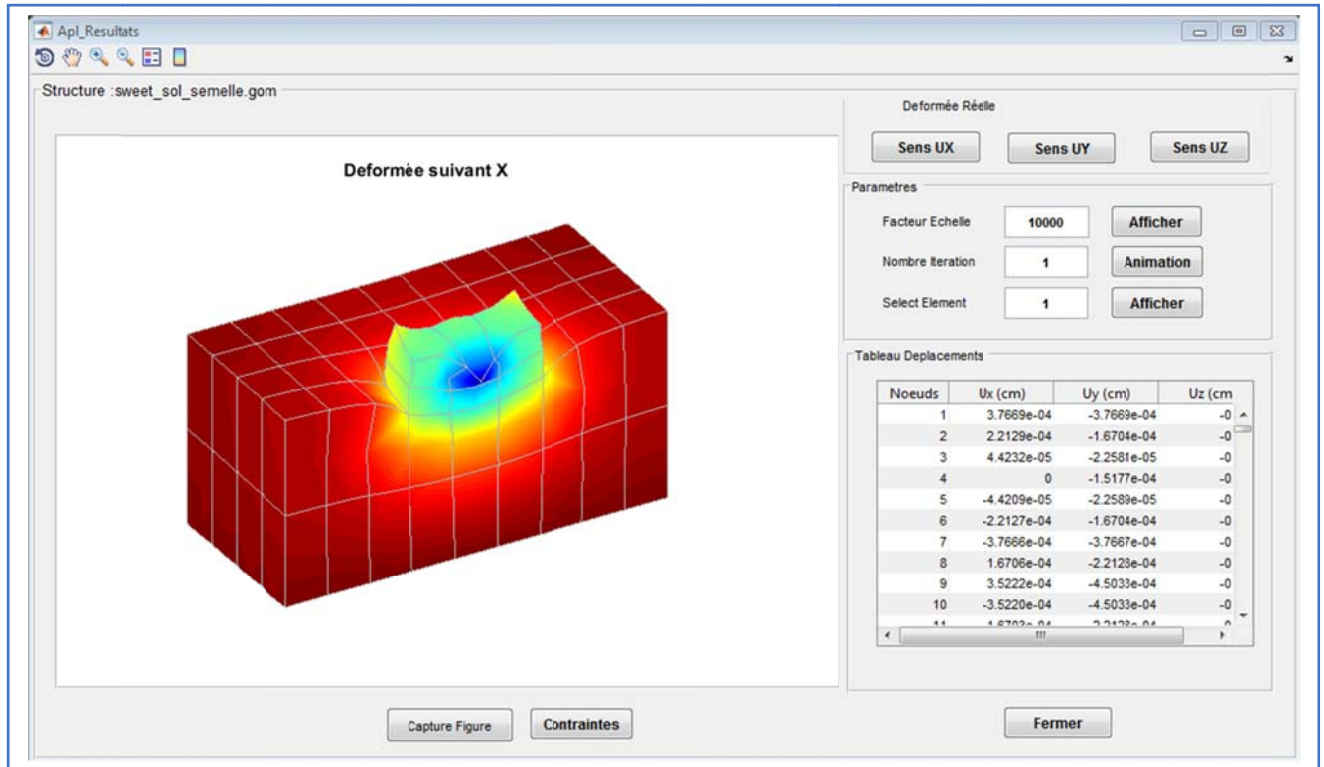 Apl_Resultats
Structure :sweet_sol_semelle.gom
Deformée suivant X
Capture Figure
Contraintes
Deformée Réelle
Sens UX
Sens UY
Sens UZ
Parametres
Facteur Echelle 10000 Afficher
Nombre Iteration 1 Animation
Select Element 1 Afficher
Tableau Deplacements
Noeuds Ux (cm) Uy (cm) Uz (cm
1 3.7669e-04 -3.7669e-04 -0
2 2.2129e-04 -1.6704e-04 -0
3 4.4232e-05 -2.2581e-05 -0
4 0 -1.5177e-04 -0
5 -4.4209e-05 -2.2589e-05 -0
6 -2.2127e-04 -1.6704e-04 -0
7 -3.7666e-04 -3.7667e-04 -0
8 1.6706e-04 -2.2128e-04 -0
9 3.5222e-04 -4.5033e-04 -0
10 -3.5220e-04 -4.5033e-04 -0
Fermer